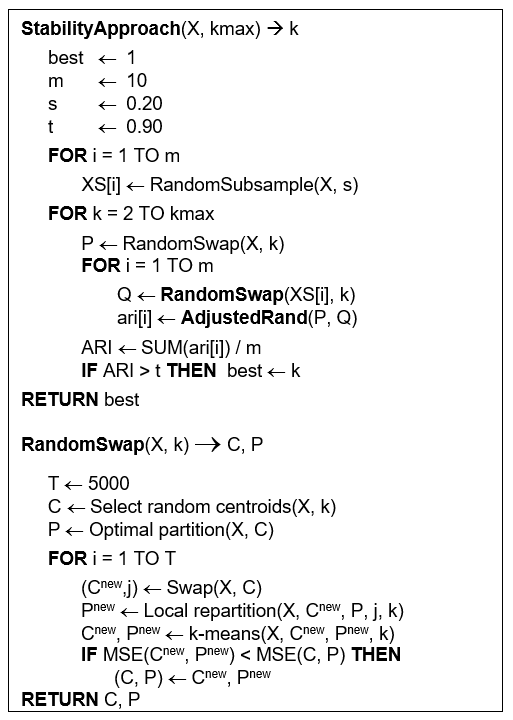 StabilityApproach(X, kmax) → k
best ← 1
m ← 10
s ← 0.20
t ← 0.90
FOR i = 1 TO m
XS[i] ← RandomSubsample(X, s)
FOR k = 2 TO kmax
P ← RandomSwap(X, k)
FOR i = 1 TO m
Q ← RandomSwap(XS[i], k)
ari[i] ← AdjustedRand(P, Q)
ARI ← SUM(ari[i]) / m
IF ARI > t THEN best ← k
RETURN best
RandomSwap(X, k) → C, P
T ← 5000
C ← Select random centroids(X, k)
P ← Optimal partition(X, C)
FOR i = 1 TO T
(Cⁿᵉʷ,j) ← Swap(X, C)
Pⁿᵉʷ ← Local repartition(X, Cⁿᵉʷ, P, j, k)
Cⁿᵉʷ, Pⁿᵉʷ ← k-means(X, Cⁿᵉʷ, Pⁿᵉʷ, k)
IF MSE(Cⁿᵉʷ, Pⁿᵉʷ) < MSE(C, P) THEN
(C, P) ← Cⁿᵉʷ, Pⁿᵉʷ
RETURN C, P